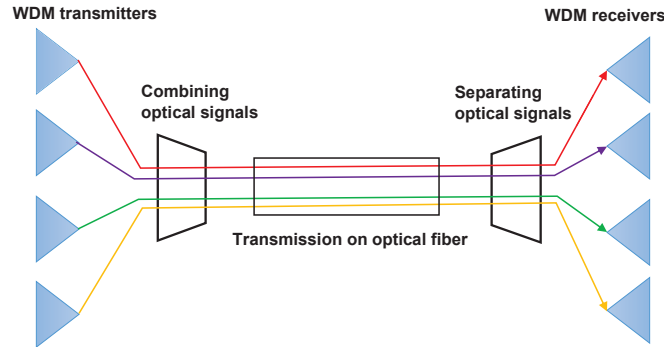 WDM transmitters
WDM receivers
Combining
optical signals
Separating
optical signals
Transmission on optical fiber